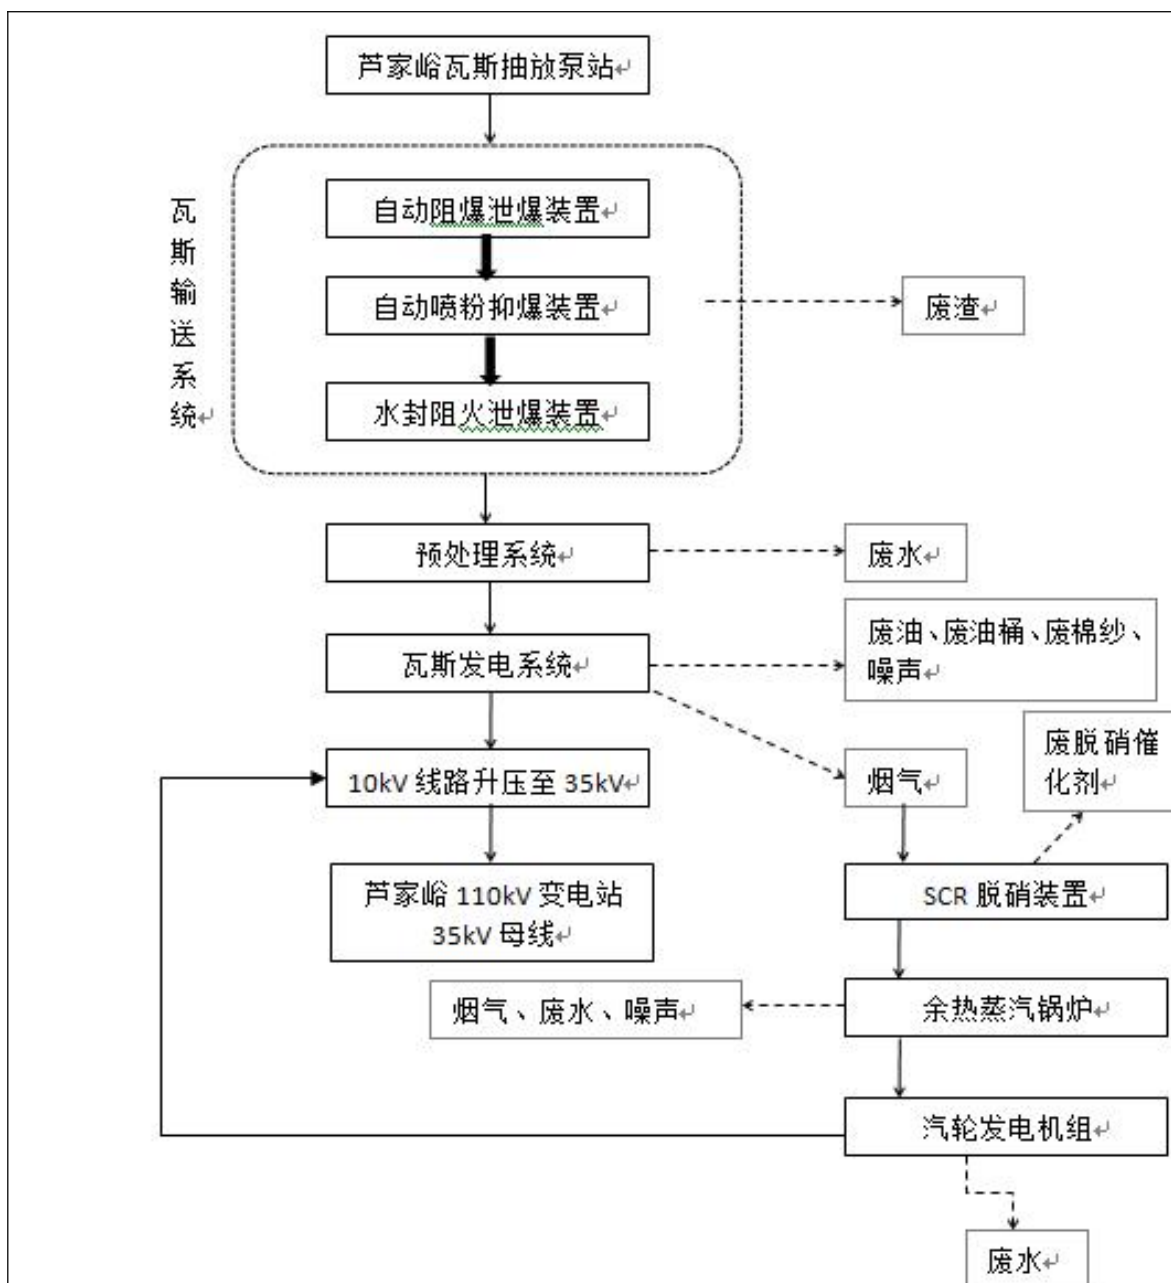 芦家峪瓦斯抽放泵站↵
瓦
斯
输
送
系
统↵
自动阻爆泄爆装置↵
自动喷粉抑爆装置↵
废渣↵
水封阻火泄爆装置↵
预处理系统↵
废水↵
瓦斯发电系统↵
废油、废油桶、废棉纱、
噪声↵
10kV 线路升压至 35kV↵
烟气↵
废脱硝催
化剂↵
芦家峪 110kV 变电站
35kV 母线↵
SCR 脱硝装置↵
烟气、废水、噪声↵
余热蒸汽锅炉↵
汽轮发电机组↵
废水↵